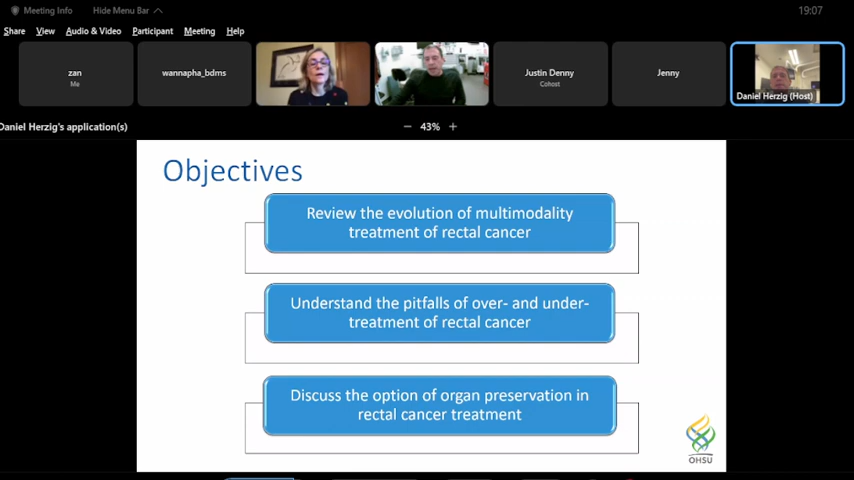 Meeting Info
Hide Menu Bar
19:07
Share View Audio & Video Participant Meeting Help
zan
Me
wannapha_bdms
Justin Denny
Cohost
Jenny
Daniel Herzig (Host)
Daniel Herzig's application(s)
− 43% +
Objectives
Review the evolution of multimodality
treatment of rectal cancer
Understand the pitfalls of over- and under-
treatment of rectal cancer
Discuss the option of organ preservation in
rectal cancer treatment
OHSU